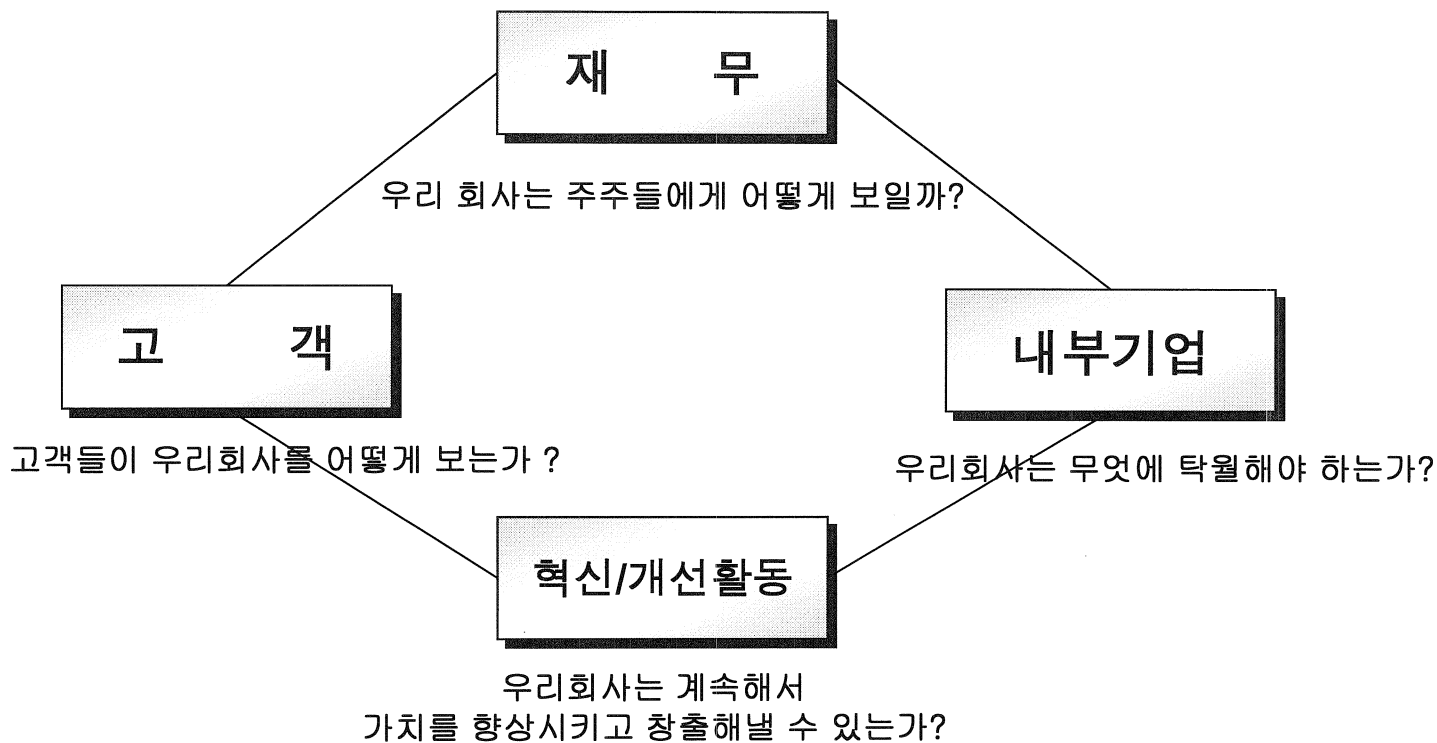 재 무
우리 회사는 주주들에게 어떻게 보일까?
고 객
내부기업
고객들이 우리회사를 어떻게 보는가 ?
우리회사는 무엇에 탁월해야 하는가?
혁신/개선활동
우리회사는 계속해서
가치를 향상시키고 창출해낼 수 있는가?